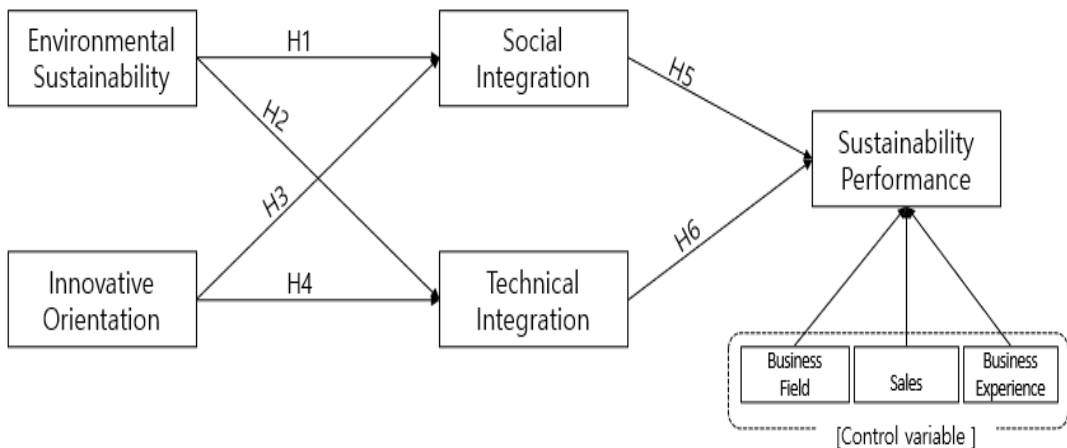 Environmental
Sustainability
H1
Social
Integration
H2
H5
Sustainability
Performance
H3
H6
Innovative
Orientation
H4
Technical
Integration
Business
Field
Sales
Business
Experience
[Control variable ]